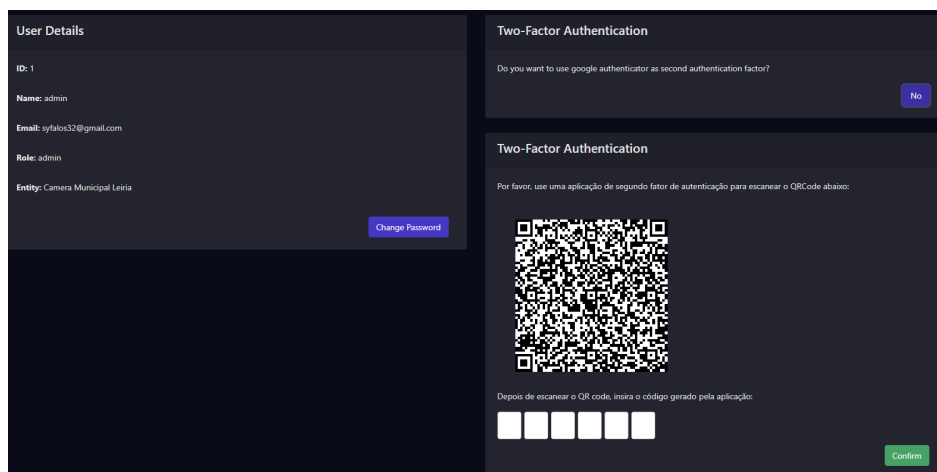 User Details
ID: 1
Name: admin
Email: syfalos32@gmail.com
Role: admin
Entity: Camera Municipal Leiria
Change Password
Two-Factor Authentication
Do you want to use google authenticator as second authentication factor?
No
Two-Factor Authentication
Por favor, use uma aplicação de segundo fator de autenticação para escanear o QRCode abaixo:
Depois de escanear o QR code, insira o código gerado pela aplicação:
Confirm